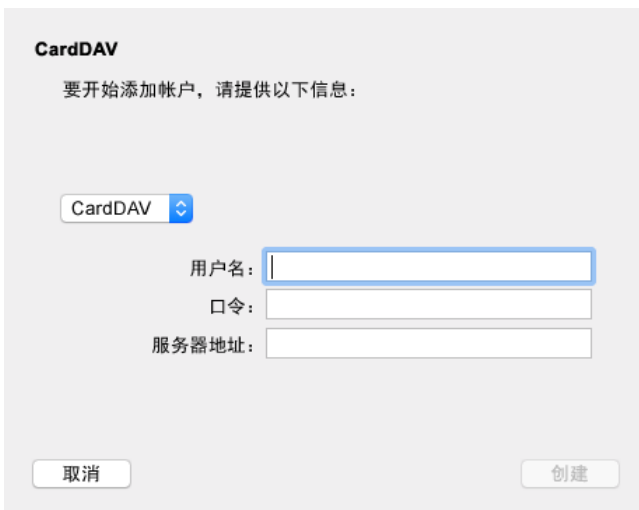 CardDAV
要开始添加帐户，请提供以下信息：
CardDAV
用户名：
口令：
服务器地址：
取消
创建